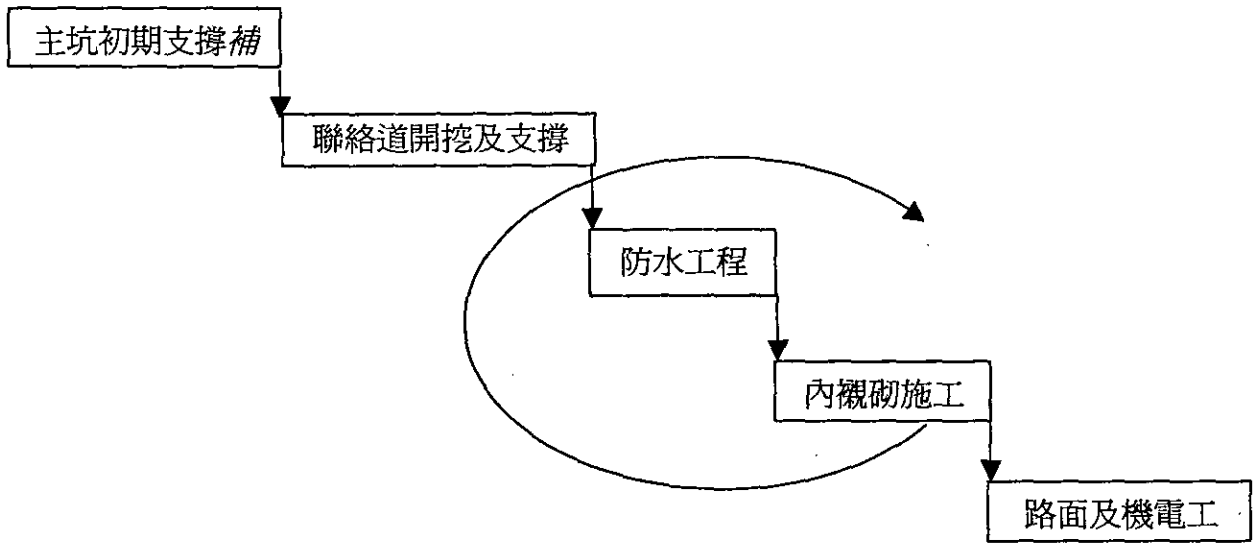 主坑初期支撐補
聯絡道開挖及支撐
防水工程
內襯砌施工
路面及機電工